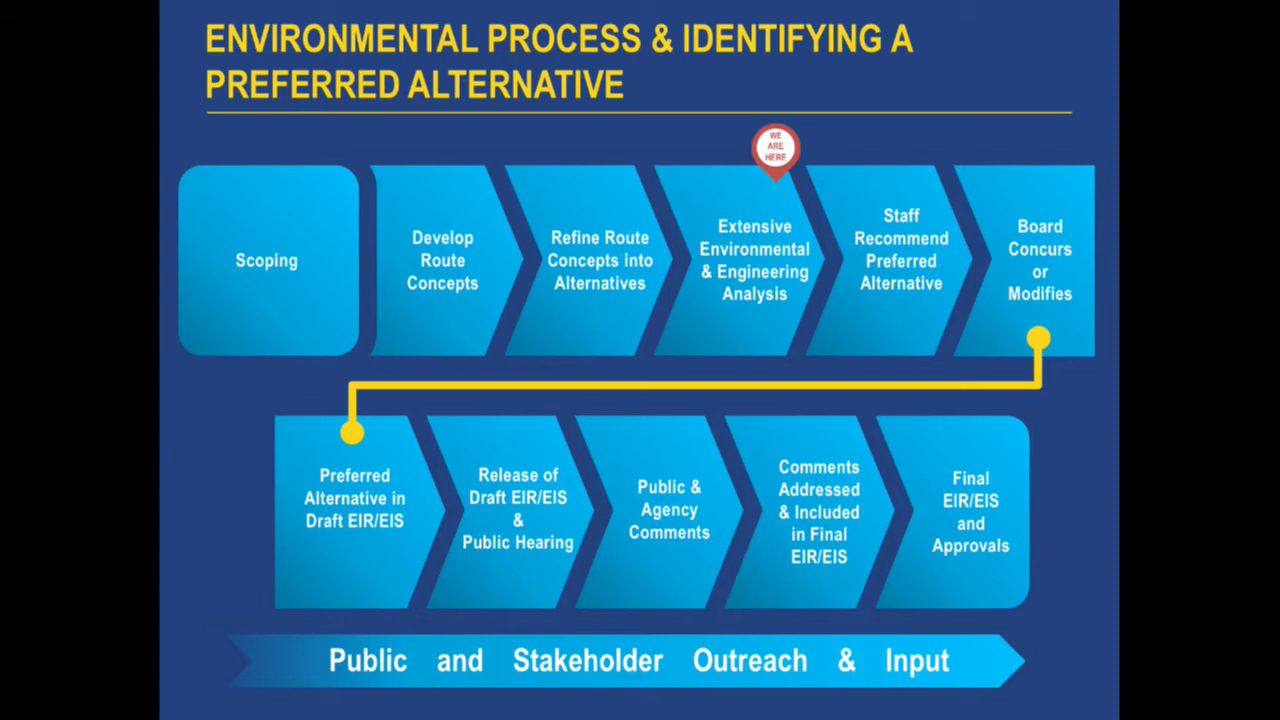 ENVIRONMENTAL PROCESS & IDENTIFYING A
PREFERRED ALTERNATIVE
WE
ARE
HERE
Scoping
Develop
Route
Concepts
Refine Route
Concepts into
Alternatives
Extensive
Environmental
& Engineering
Analysis
Staff
Recommend
Preferred
Alternative
Board
Concurs
or
Modifies
Preferred
Alternative in
Draft EIR/EIS
Release of
Draft EIR/EIS
&
Public Hearing
Public &
Agency
Comments
Comments
Addressed
& Included
in Final
EIR/EIS
Final
EIR/EIS
and
Approvals
Public and Stakeholder Outreach & Input